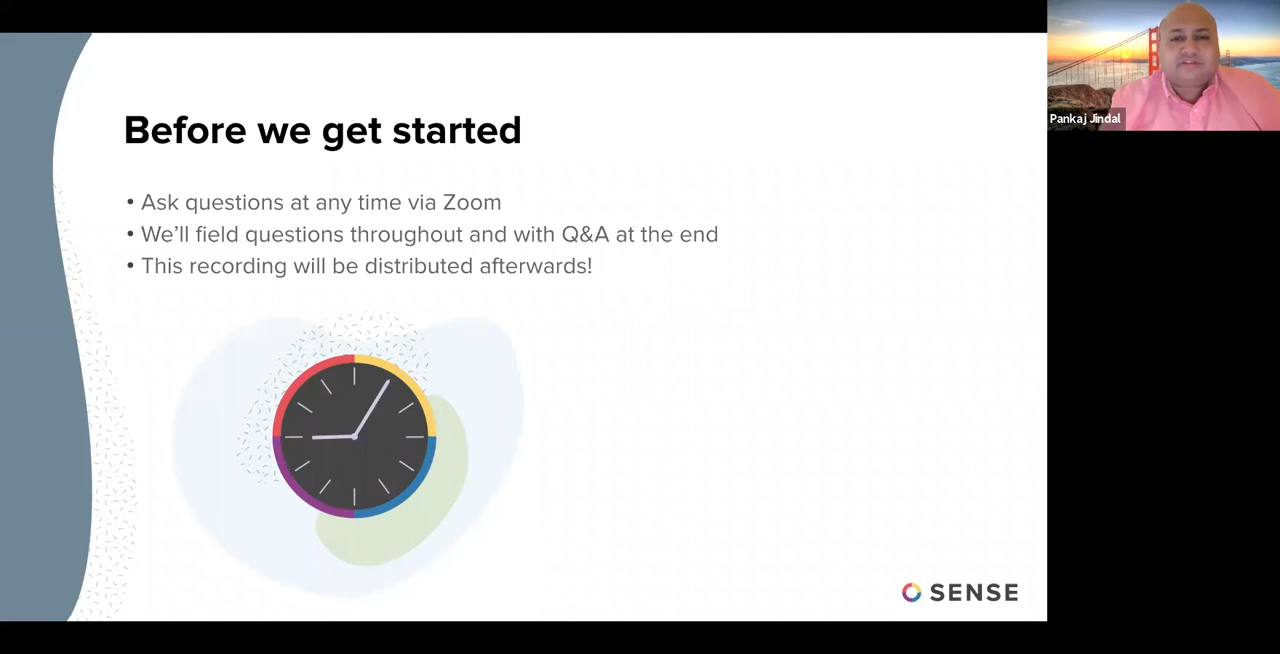 Before we get started
• Ask questions at any time via Zoom
• We’ll field questions throughout and with Q&A at the end
• This recording will be distributed afterwards!
SENSE
Pankaj Jindal